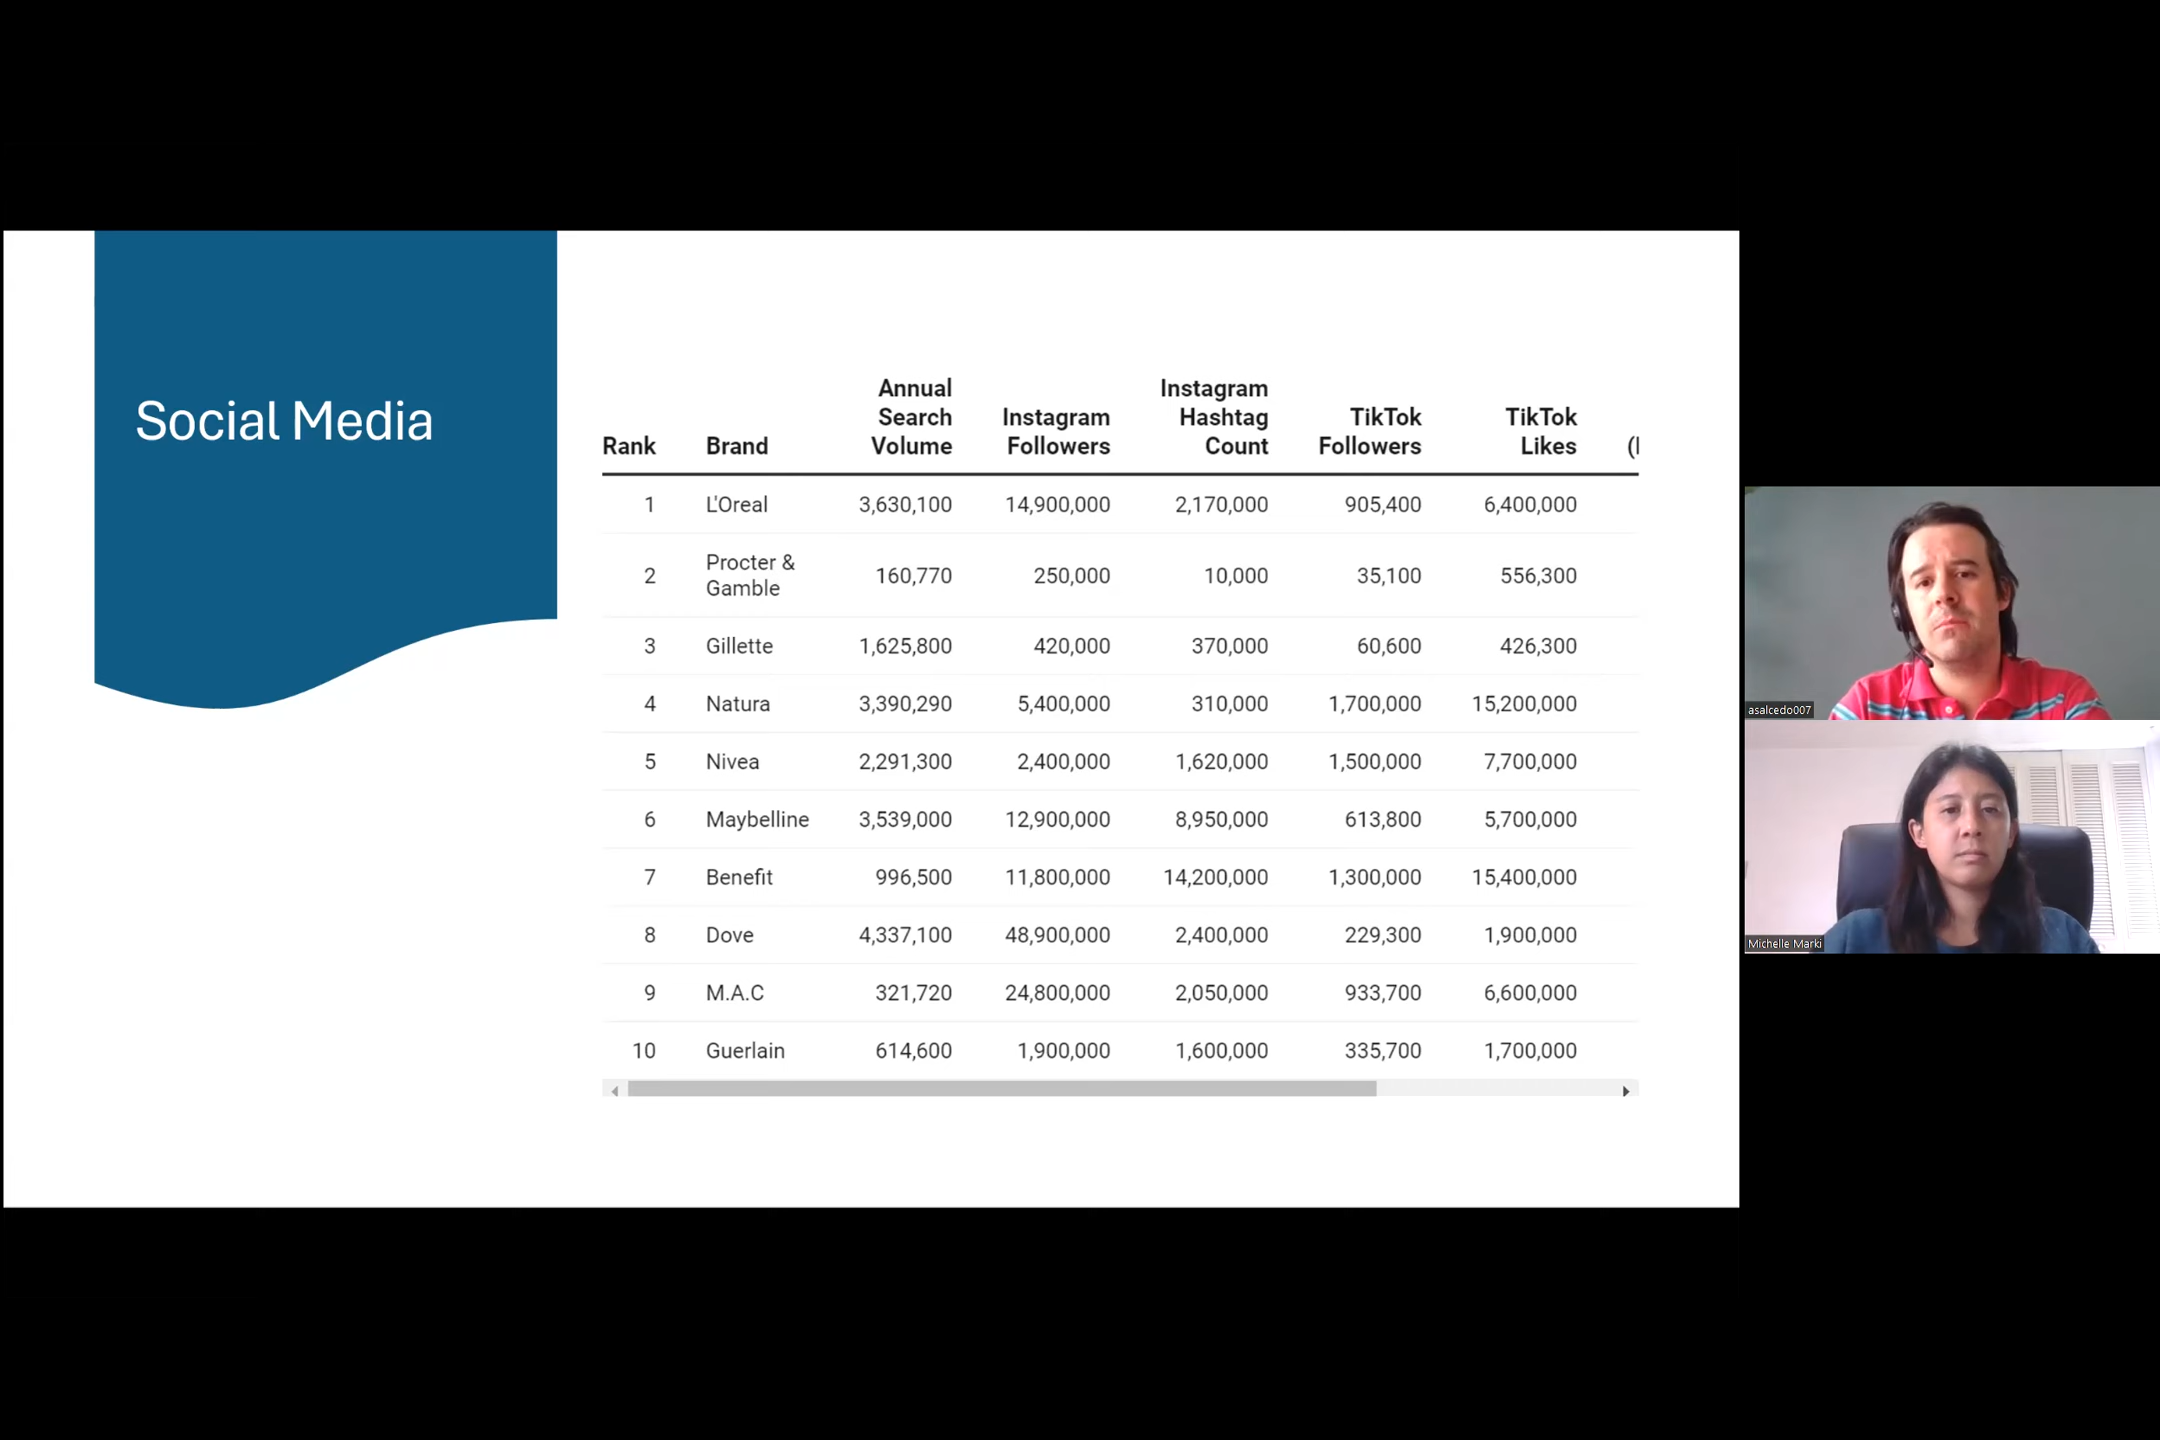 Social Media
Annual
Search
Volume
Instagram
Followers
Instagram
Hashtag
Count
TikTok
Followers
TikTok
Likes
Rank
Brand
(
1 L'Oreal 3,630,100 14,900,000 2,170,000 905,400 6,400,000
2 Procter &
Gamble 160,770 250,000 10,000 35,100 556,300
3 Gillette 1,625,800 420,000 370,000 60,600 426,300
4 Natura 3,390,290 5,400,000 310,000 1,700,000 15,200,000
5 Nivea 2,291,300 2,400,000 1,620,000 1,500,000 7,700,000
6 Maybelline 3,539,000 12,900,000 8,950,000 613,800 5,700,000
7 Benefit 996,500 11,800,000 14,200,000 1,300,000 15,400,000
8 Dove 4,337,100 48,900,000 2,400,000 229,300 1,900,000
9 M.A.C 321,720 24,800,000 2,050,000 933,700 6,600,000
10 Guerlain 614,600 1,900,000 1,600,000 335,700 1,700,000
asalcedo007
Michelle Marki